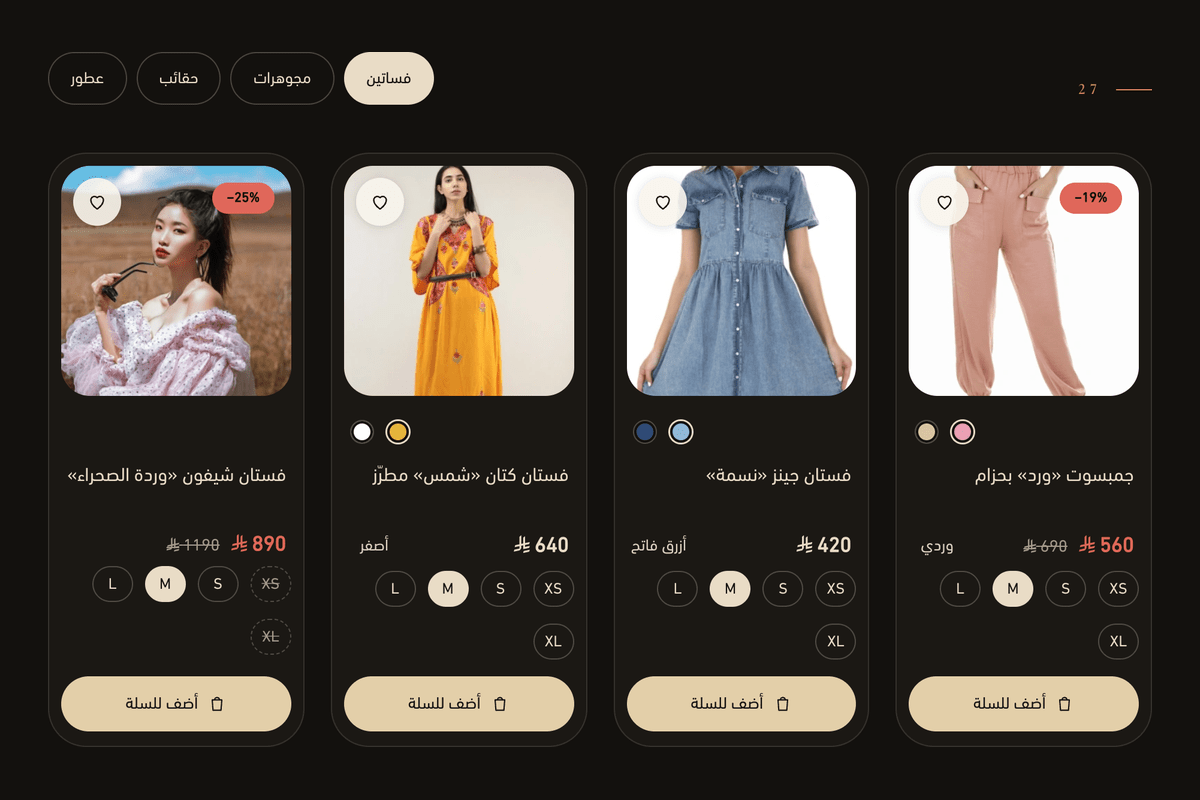 27
فساتين
مجوهرات
حقائب
عطور
−19%
جمبسوت «ورد» بحزام
560 ⃁ 690 ⃁
وردي
XS S M L
XL
أضف للسلة
فستان جينز «نسمة»
420 ⃁
أزرق فاتح
XS S M L
XL
أضف للسلة
فستان كتان «شمس» مطرّز
640 ⃁
أصفر
XS S M L
XL
أضف للسلة
−25%
فستان شيفون «وردة الصحراء»
890 ⃁ 1190 ⃁
XS S M L
XL
أضف للسلة